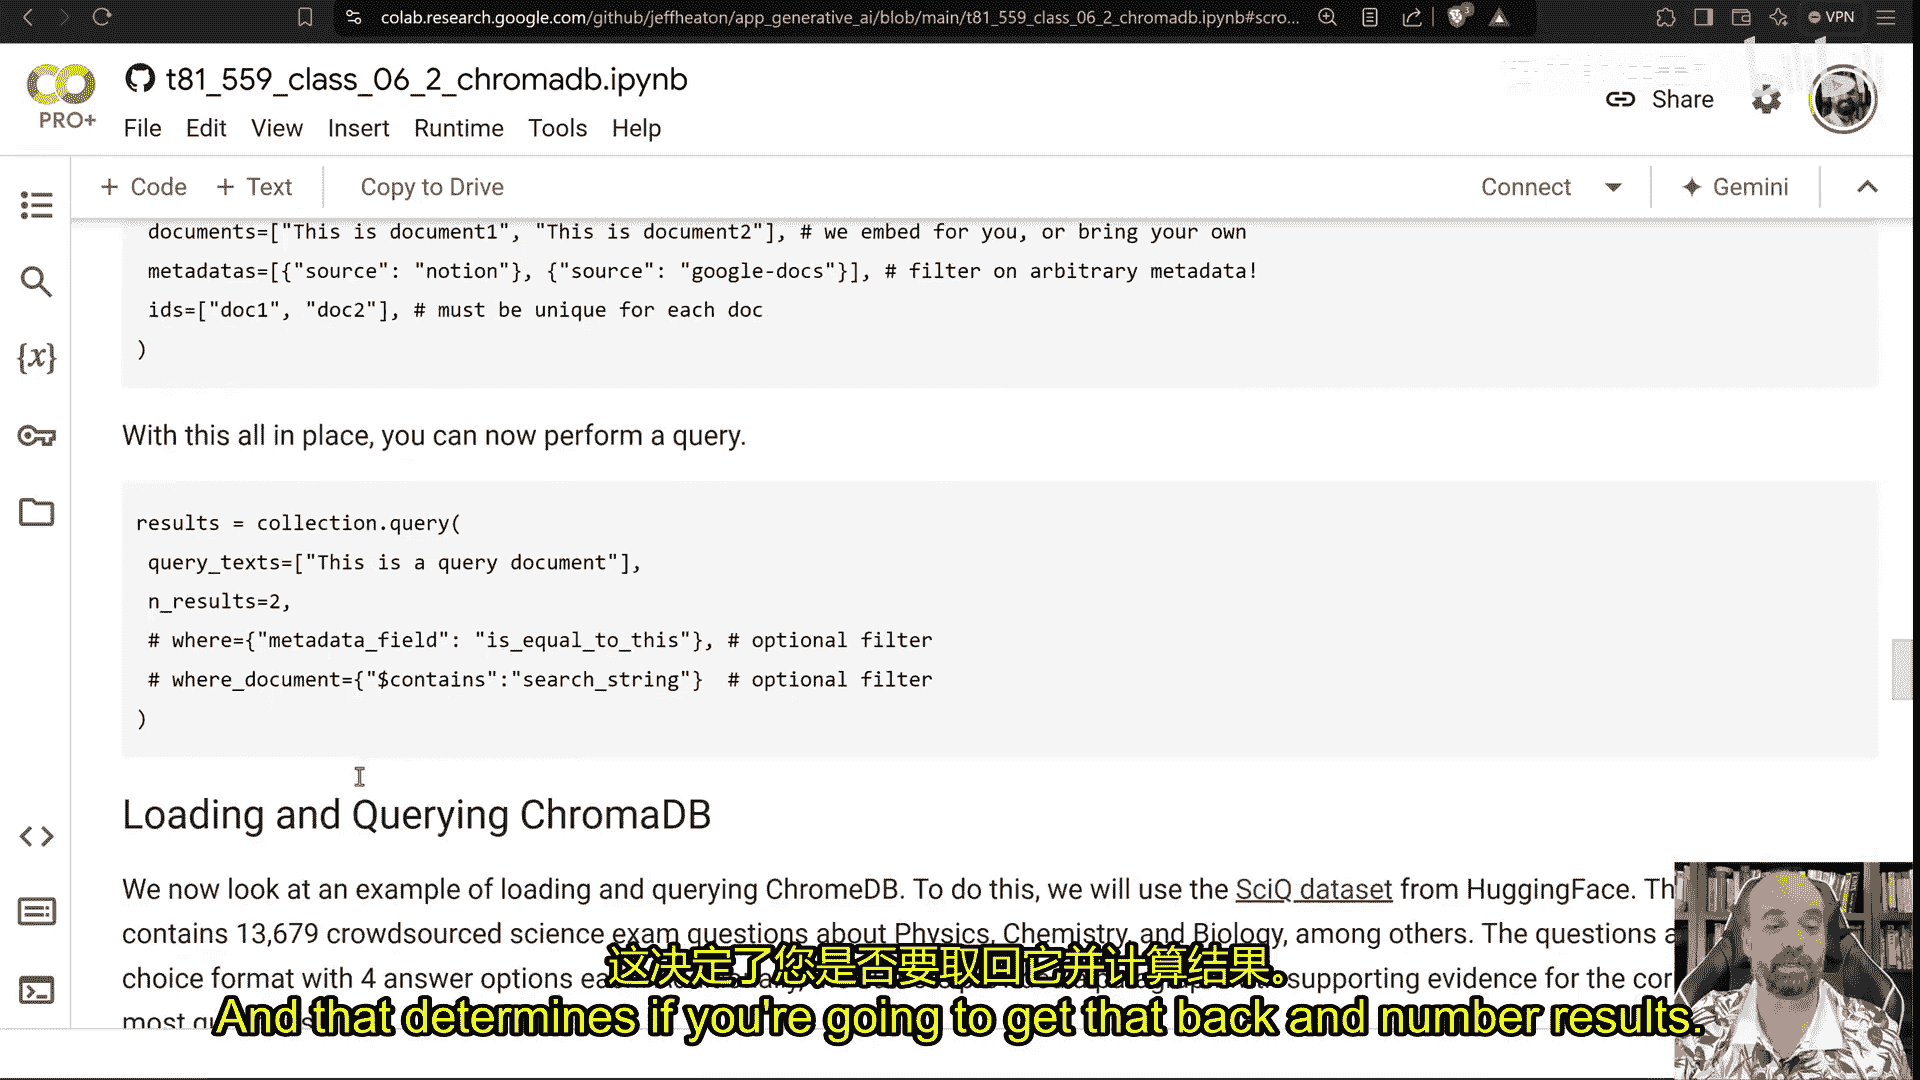 colab.research.google.com/github/jeffheaton/app_generative_ai/blob/main/t81_559_class_06_2_chromadb.ipynb#scro...
3
VPN
CO
PRO+
t81_559_class_06_2_chromadb.ipynb
File Edit View Insert Runtime Tools Help
Share
bilibili
+ Code + Text Copy to Drive
Connect
Gemini
documents=["This is document1", "This is document2"], # we embed for you, or bring your own
metadatas=[{"source": "notion"}, {"source": "google-docs"}], # filter on arbitrary metadata!
ids=["doc1", "doc2"], # must be unique for each doc
)
{x}
With this all in place, you can now perform a query.
results = collection.query(
query_texts=["This is a query document"],
n_results=2,
# where={"metadata_field": "is_equal_to_this"}, # optional filter
# where_document={"$contains":"search_string"} # optional filter
)
Loading and Querying ChromaDB
We now look at an example of loading and querying ChromeDB. To do this, we will use the SciQ dataset from HuggingFace. Th
contains 13,679 crowdsourced science exam questions about Physics, Chemistry, and Biology, among others. The questions a
choice format with 4 answer options ea supporting evidence for the cor
most
这决定了您是否要取回它并计算结果。
And that determines if you're going to get that back and number results.